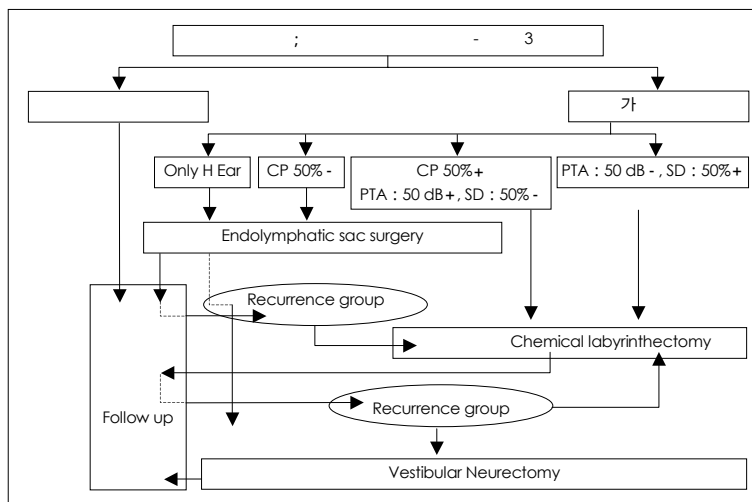 ; - 3
가
Only H Ear
CP 50% -
CP 50%+
PTA : 50 dB+, SD : 50% -
PTA : 50 dB - , SD : 50%+
Endolymphatic sac surgery
Recurrence group
Chemical labyrinthectomy
Follow up
Recurrence group
Vestibular Neurectomy